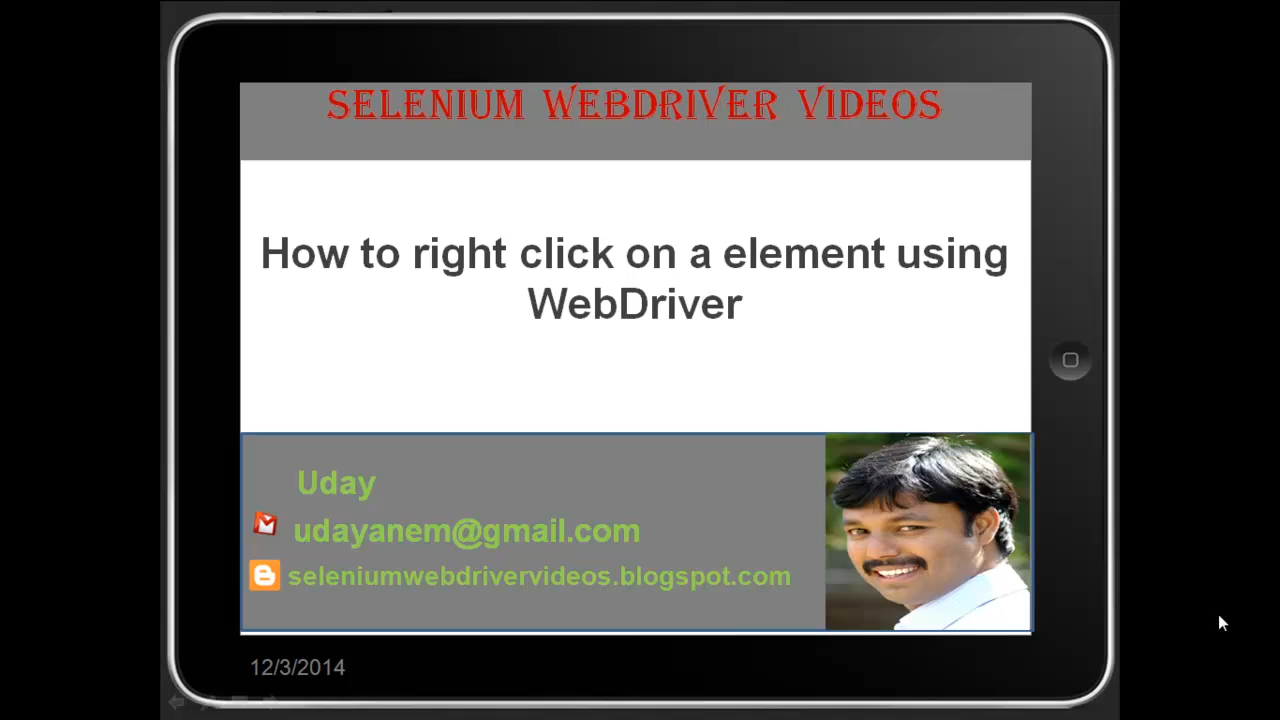 SELENIUM WEBDRIVER VIDEOS
How to right click on a element using
WebDriver
Uday
udayanem@gmail.com
seleniumwebdrivervideos.blogspot.com
12/3/2014